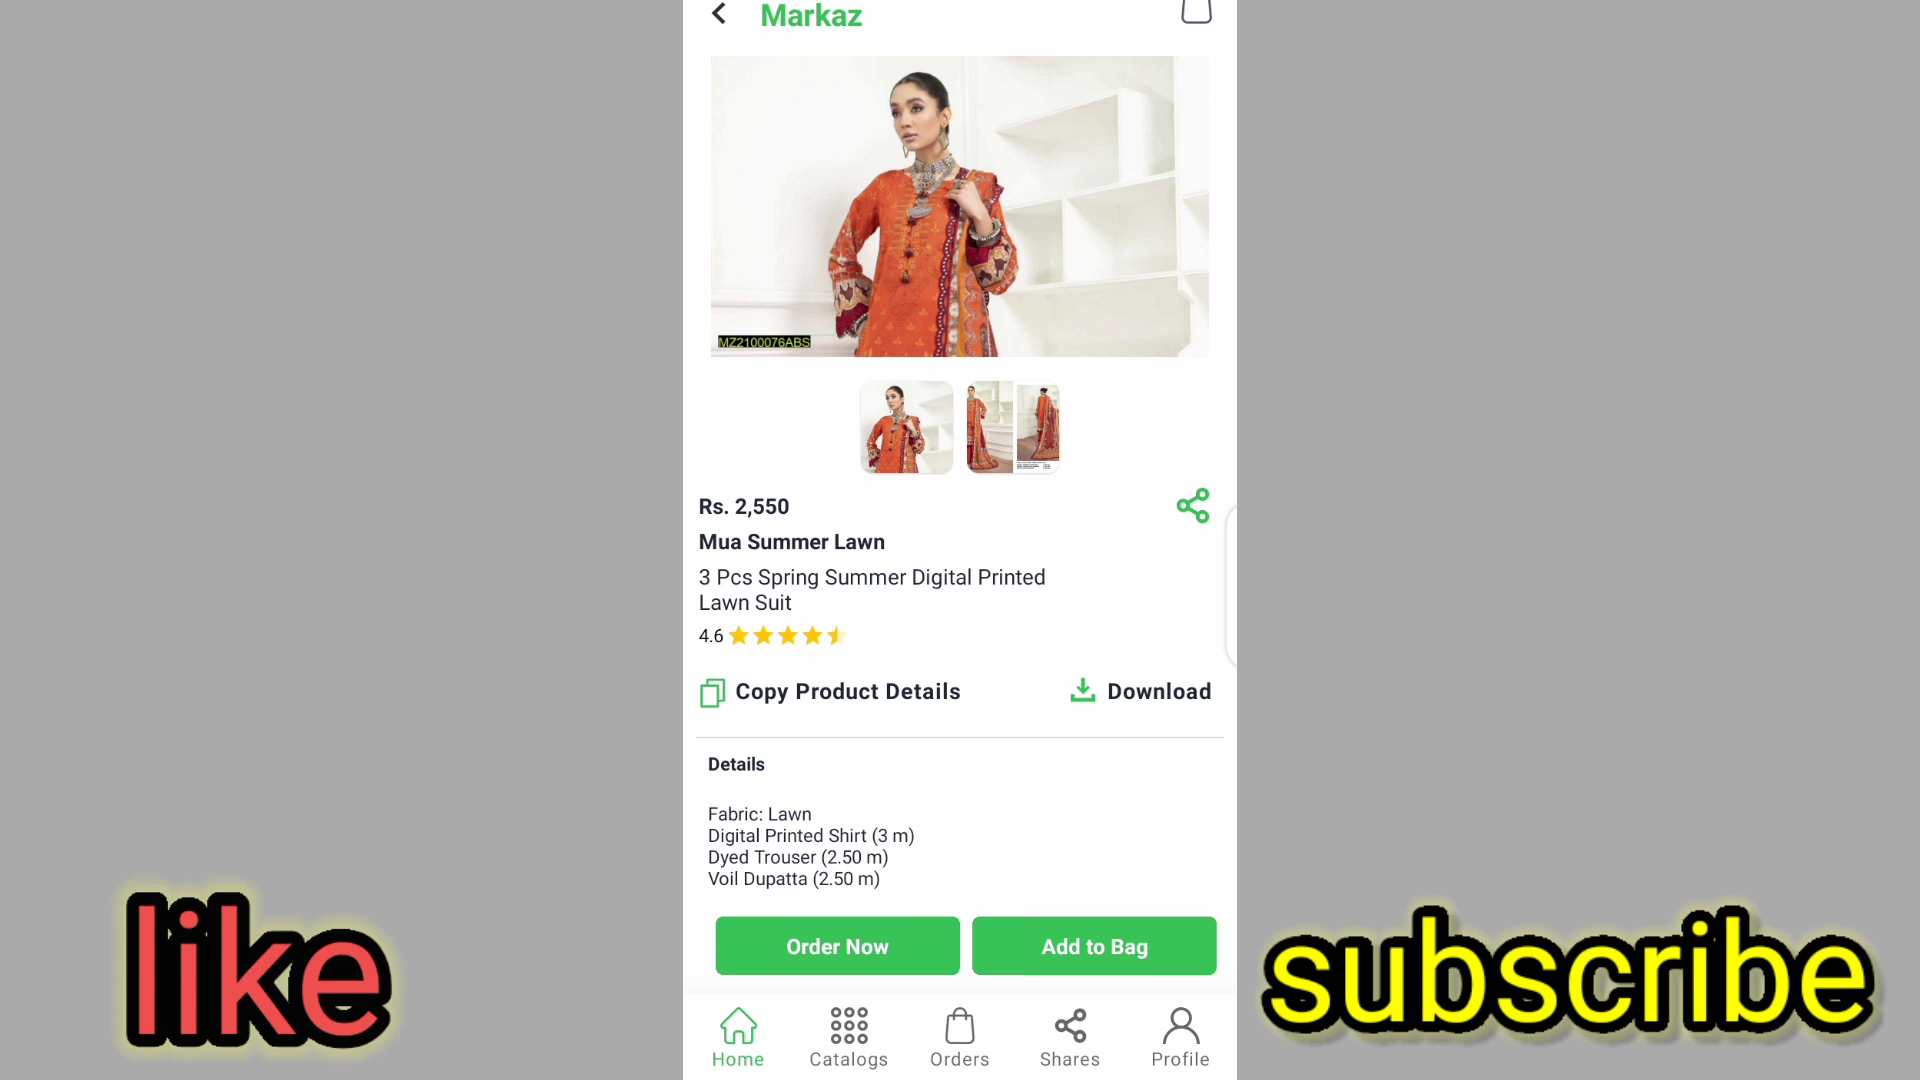 Markaz
MZ2100076ABS
Rs. 2,550
Mua Summer Lawn
3 Pcs Spring Summer Digital Printed
Lawn Suit
4.6
Copy Product Details
Download
Details
Fabric: Lawn
Digital Printed Shirt (3 m)
Dyed Trouser (2.50 m)
Voil Dupatta (2.50 m)
Order Now
Add to Bag
Home
Catalogs
Orders
Shares
Profile
like
subscribe